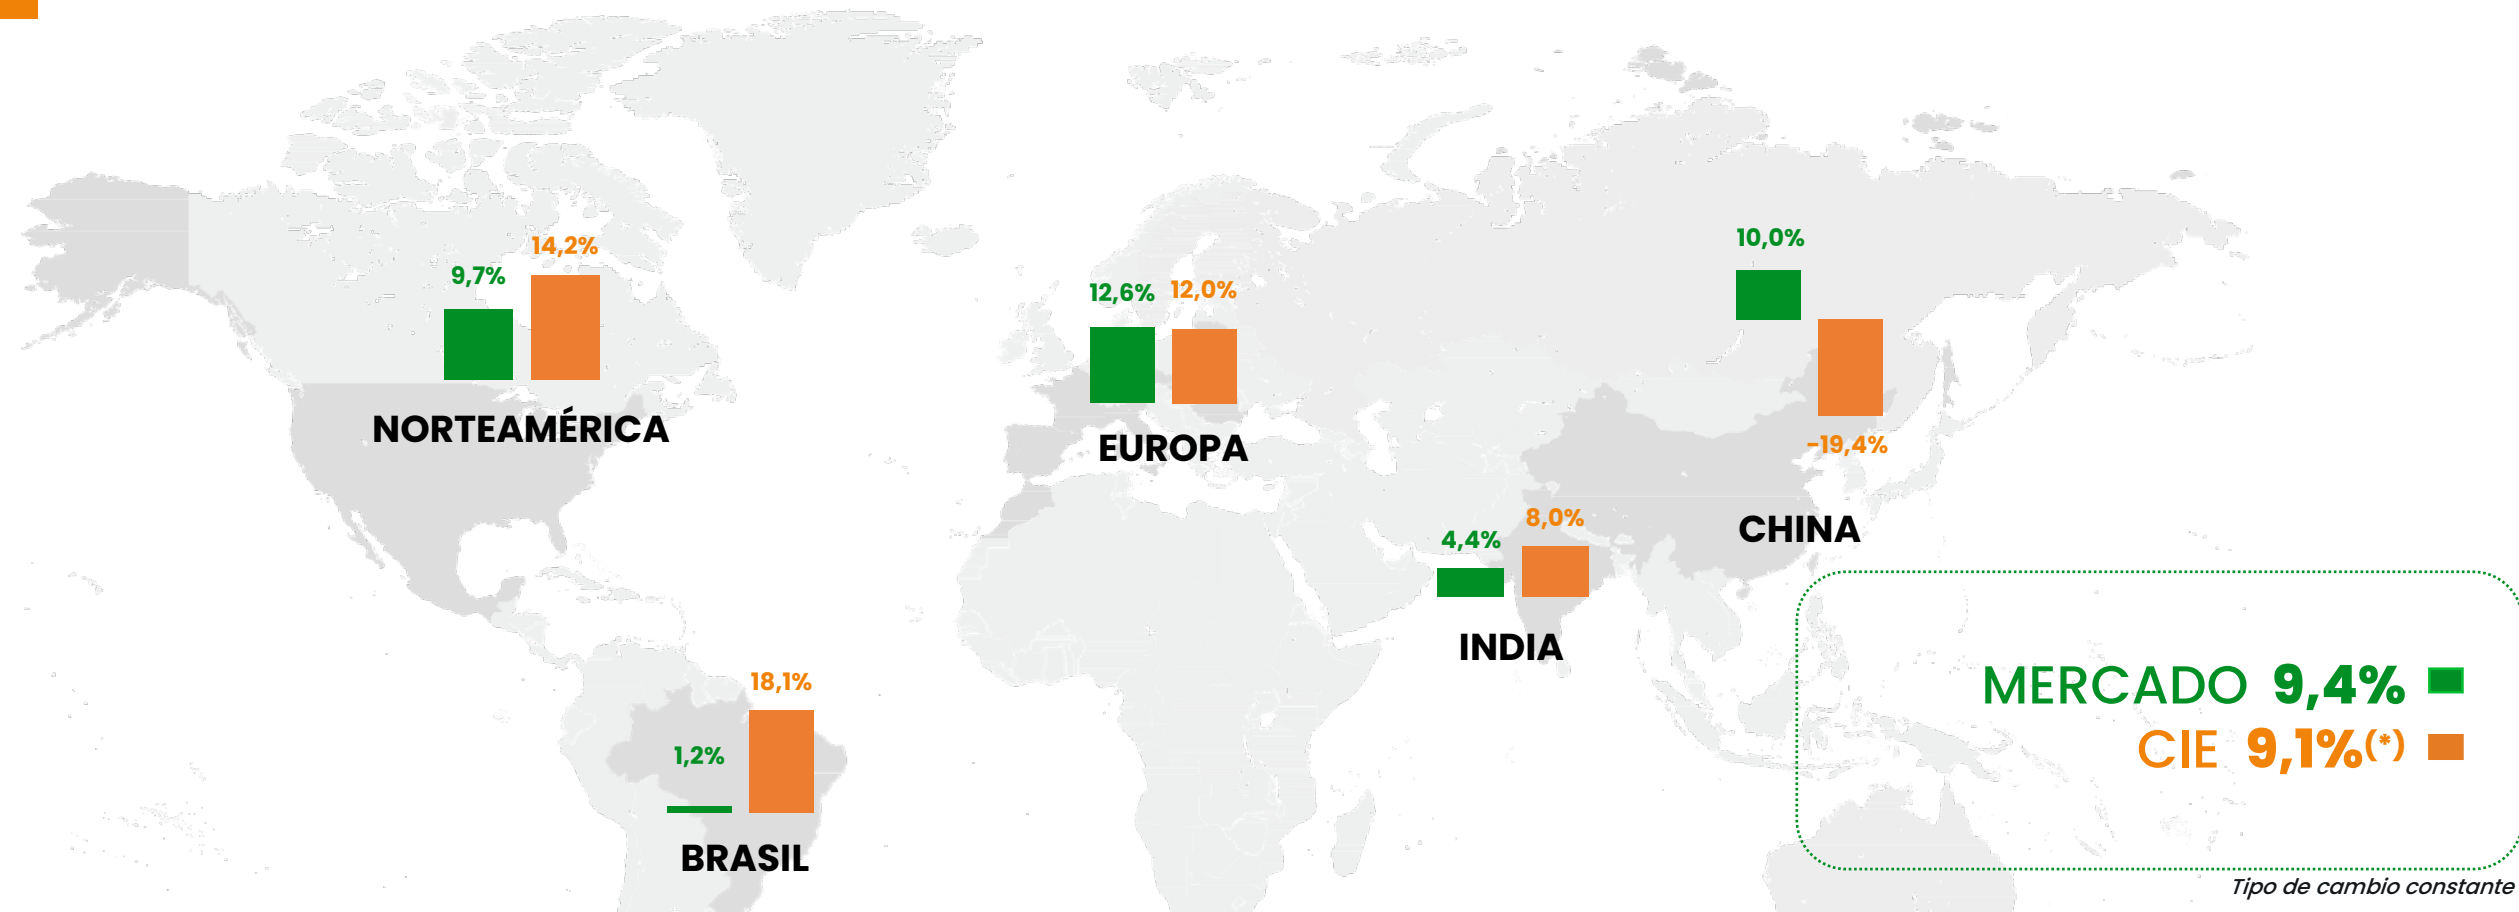 14,2%
9,7%
NORTEAMÉRICA
12,6% 12,0%
EUROPA
10,0%
-19,4%
CHINA
8,0%
4,4%
INDIA
18,1%
1,2%
BRASIL
MERCADO 9,4%
CIE 9,1%(*)
Tipo de cambio constante